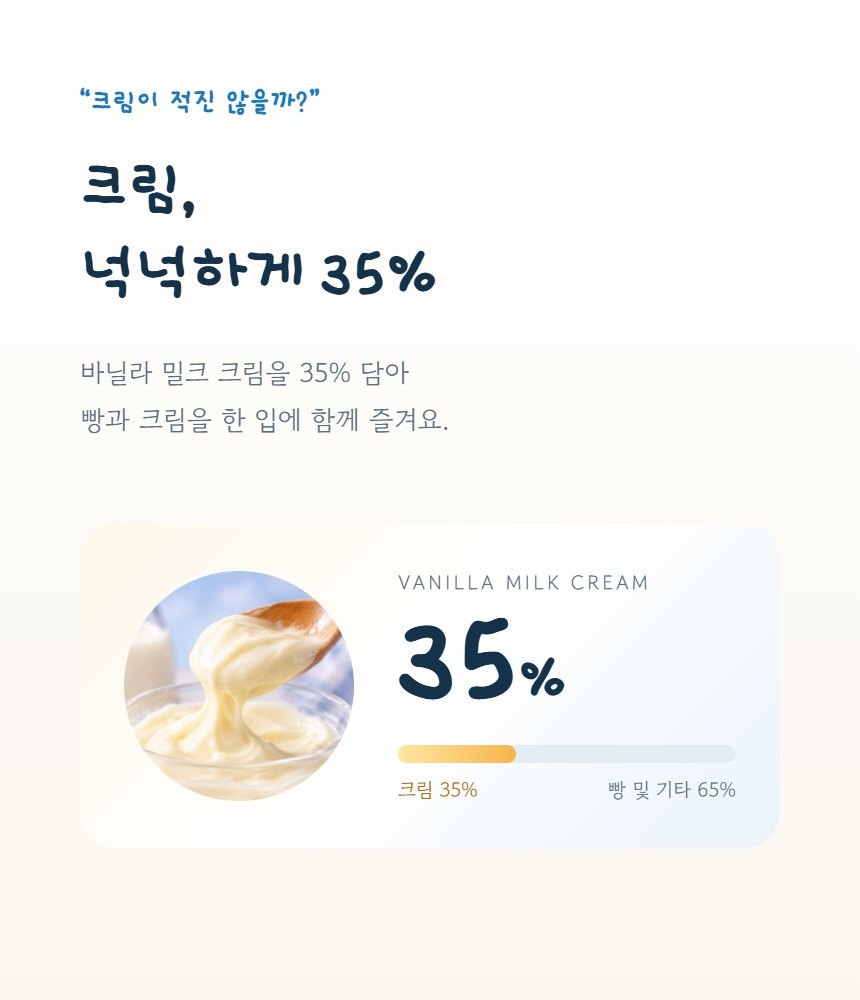 “크림이 적진 않을까?”
크림,
넉넉하게 35%
바닐라 밀크 크림을 35% 담아
빵과 크림을 한 입에 함께 즐겨요.
VANILLA MILK CREAM
35%
크림 35%
빵 및 기타 65%